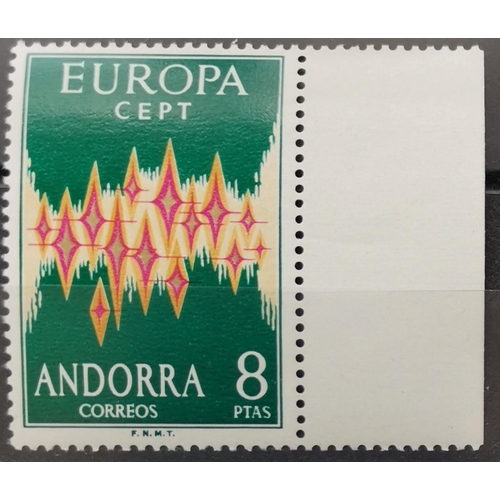 EUROPA
CEPT
ANDORRA 8
CORREOS PTAS
F.N.M.T.